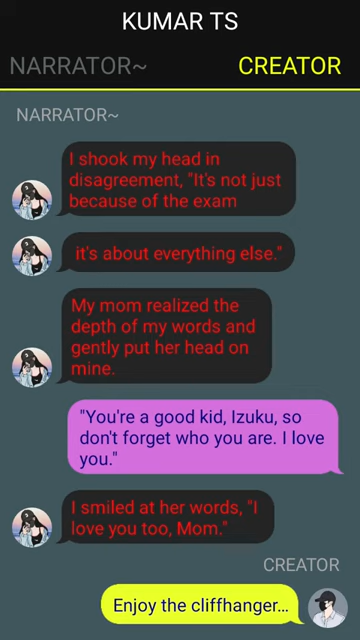 KUMAR TS
NARRATOR~ CREATOR
NARRATOR~
I shook my head in
disagreement, "It's not just
because of the exam
it's about everything else."
My mom realized the
depth of my words and
gently put her head on
mine.
"You're a good kid, Izuku, so
don't forget who you are. I love
you."
I smiled at her words, "I
love you too, Mom."
CREATOR
Enjoy the cliffhanger...